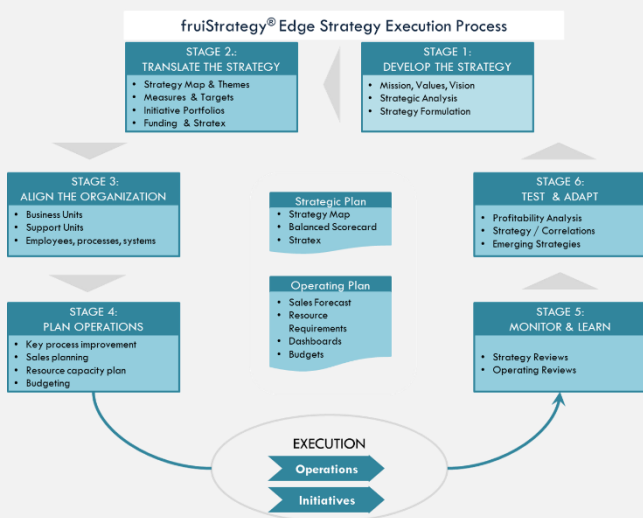 fruiStrategy® Edge Strategy Execution Process
STAGE 2.:
TRANSLATE THE STRATEGY
• Strategy Map & Themes
• Measures & Targets
• Initiative Portfolios
• Funding & Stratex
STAGE 1:
DEVELOP THE STRATEGY
• Mission, Values, Vision
• Strategic Analysis
• Strategy Formulation
STAGE 3:
ALIGN THE ORGANIZATION
• Business Units
• Support Units
• Employees, processes, systems
Strategic Plan
• Strategy Map
• Balanced Scorecard
• Stratex
STAGE 6:
TEST & ADAPT
• Profitability Analysis
• Strategy / Correlations
• Emerging Strategies
STAGE 4:
PLAN OPERATIONS
• Key process improvement
• Sales planning
• Resource capacity plan
• Budgeting
Operating Plan
• Sales Forecast
• Resource
Requirements
• Dashboards
• Budgets
STAGE 5:
MONITOR & LEARN
• Strategy Reviews
• Operating Reviews
EXECUTION
Operations
Initiatives